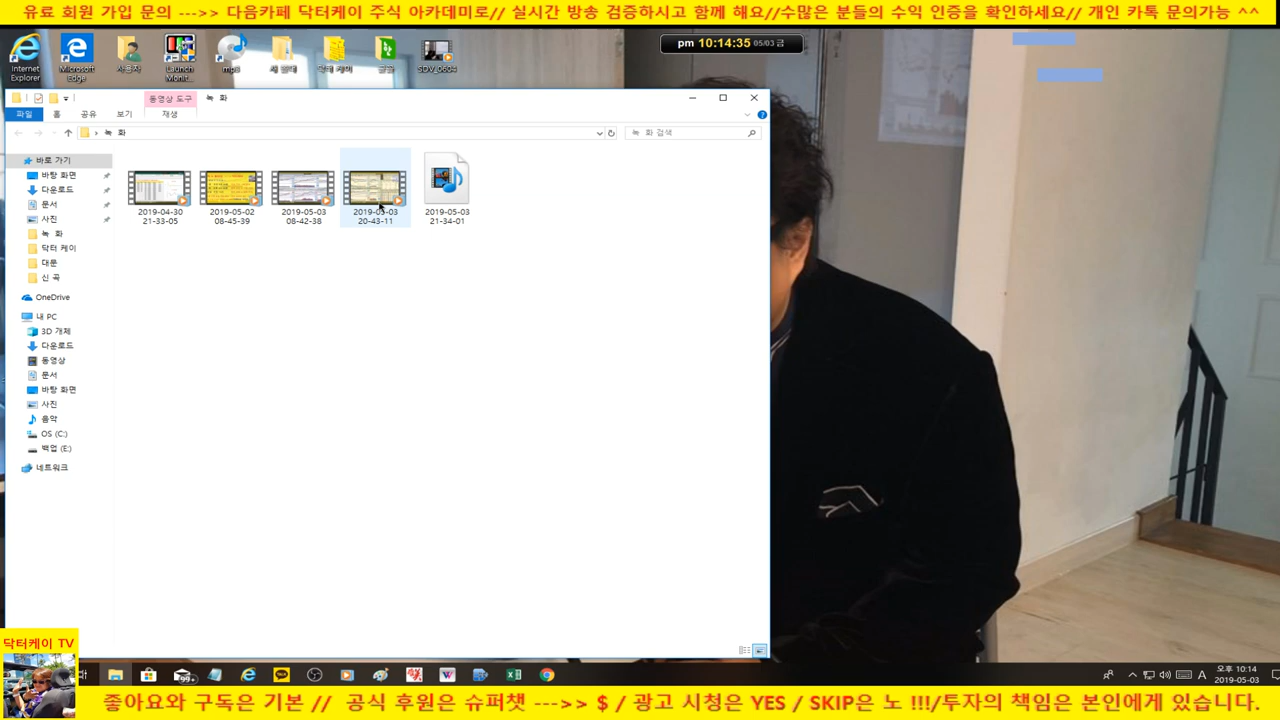 유료 회원 가입 문의 --->> 다음카페 닥터케이 주식 아카데미로// 실시간 방송 검증하시고 함께 해요//수많은 분들의 수익 인증을 확인하세요// 개인 카톡 문의가능 ^^
pm 10:14:35 05/03 금
Internet Explorer
Microsoft Edge
사용자
Launch Monit...
mp3
새 폴더
닥터 케이
SDV_0604
동영상 도구
녹 화
파일
홈
공유
보기
재생
녹 화
녹 화 검색
바로 가기
바탕 화면
다운로드
문서
사진
녹 화
닥터 케이
대문
신 곡
OneDrive
내 PC
3D 개체
다운로드
동영상
문서
바탕 화면
사진
음악
OS (C:)
백업 (E:)
네트워크
2019-04-30 21-33-05
2019-05-02 08-45-39
2019-05-03 08-42-38
2019-05-03 20-43-11
2019-05-03 21-34-01
닥터케이 TV
99+
A
오후 10:14
2019-05-03
좋아요와 구독은 기본 // 공식 후원은 슈퍼챗 --->> $ / 광고 시청은 YES / SKIP은 노 !!!/투자의 책임은 본인에게 있습니다.